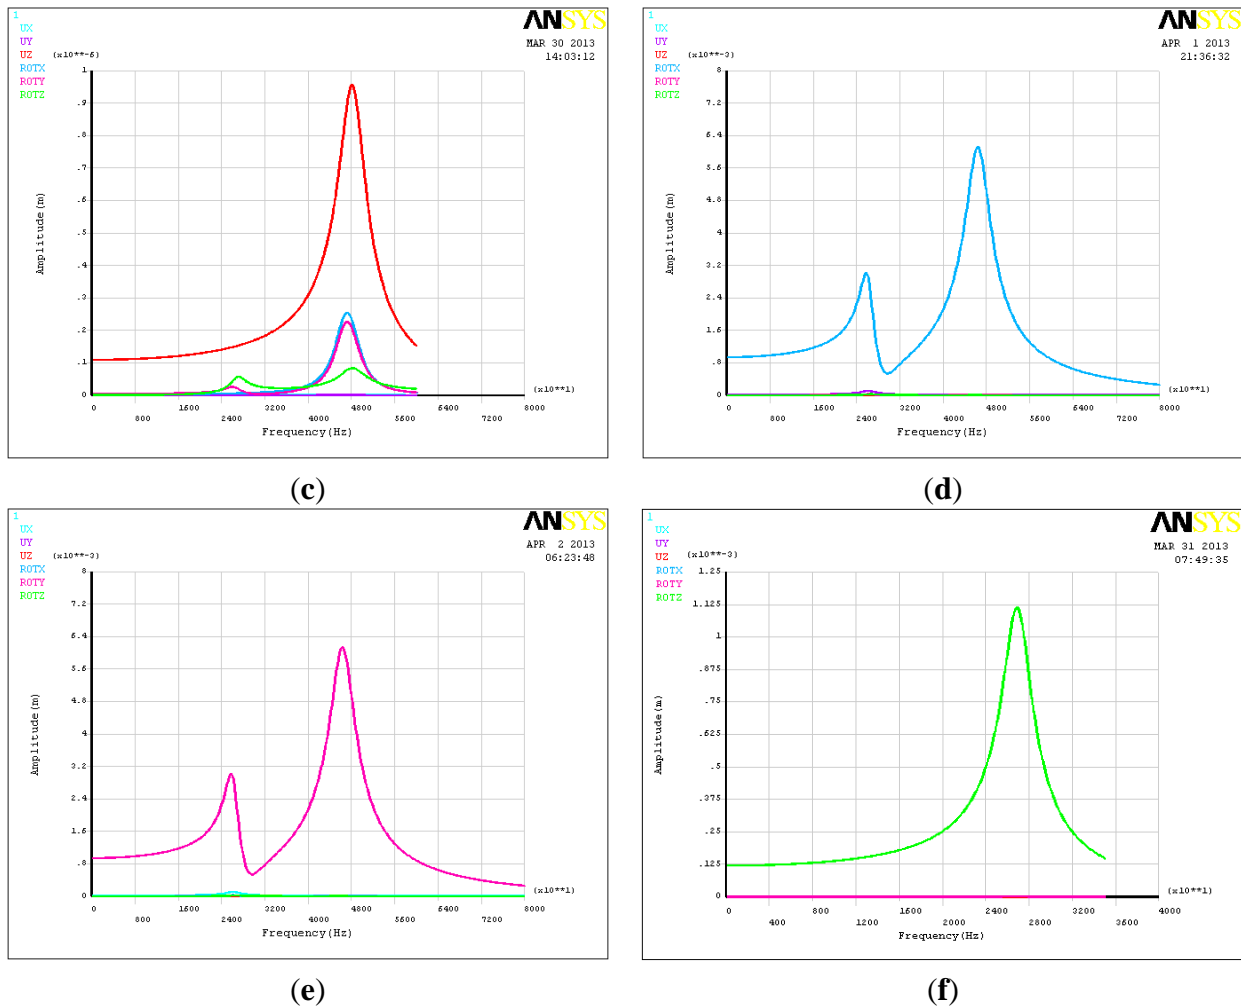 1
ANSYS
UX
UY
UZ
ROTX
ROTY
ROTZ
MAR 30 2013
14:03:12
(x10**-6)
1
.9
.8
.7
.6
.5
.4
.3
.2
.1
0
Amplitude(m)
(x10**1)
0 1600 2400 3200 4000 4800 5600 6400 7200 8000
800
Frequency(Hz)
(c)
1
ANSYS
UX
UY
UZ
ROTX
ROTY
ROTZ
APR 1 2013
21:36:32
(x10**-3)
8
7.2
6.4
5.6
4.8
4
3.2
2.4
1.6
.8
0
Amplitude(m)
(x10**1)
0 1600 3200 4800 6400 8000
800 2400 4000 5600 7200
Frequency(Hz)
(d)
1
ANSYS
UX
UY
UZ
ROTX
ROTY
ROTZ
APR 2 2013
06:23:48
(x10**-3)
8
7.2
6.4
5.6
4.8
4
3.2
2.4
1.6
.8
0
Amplitude(m)
(x10**1)
0 1600 3200 4800 6400 8000
800 2400 4000 5600 7200
Frequency(Hz)
(e)
1
ANSYS
UX
UY
UZ
ROTX
ROTY
ROTZ
MAR 31 2013
07:49:35
(x10**-3)
1.25
1.125
1
.875
.75
.625
.5
.375
.25
.125
0
Amplitude(m)
(x10**1)
0 800 1600 2400 3200 4000
400 1200 2000 2800 3600
Frequency(Hz)
(f)